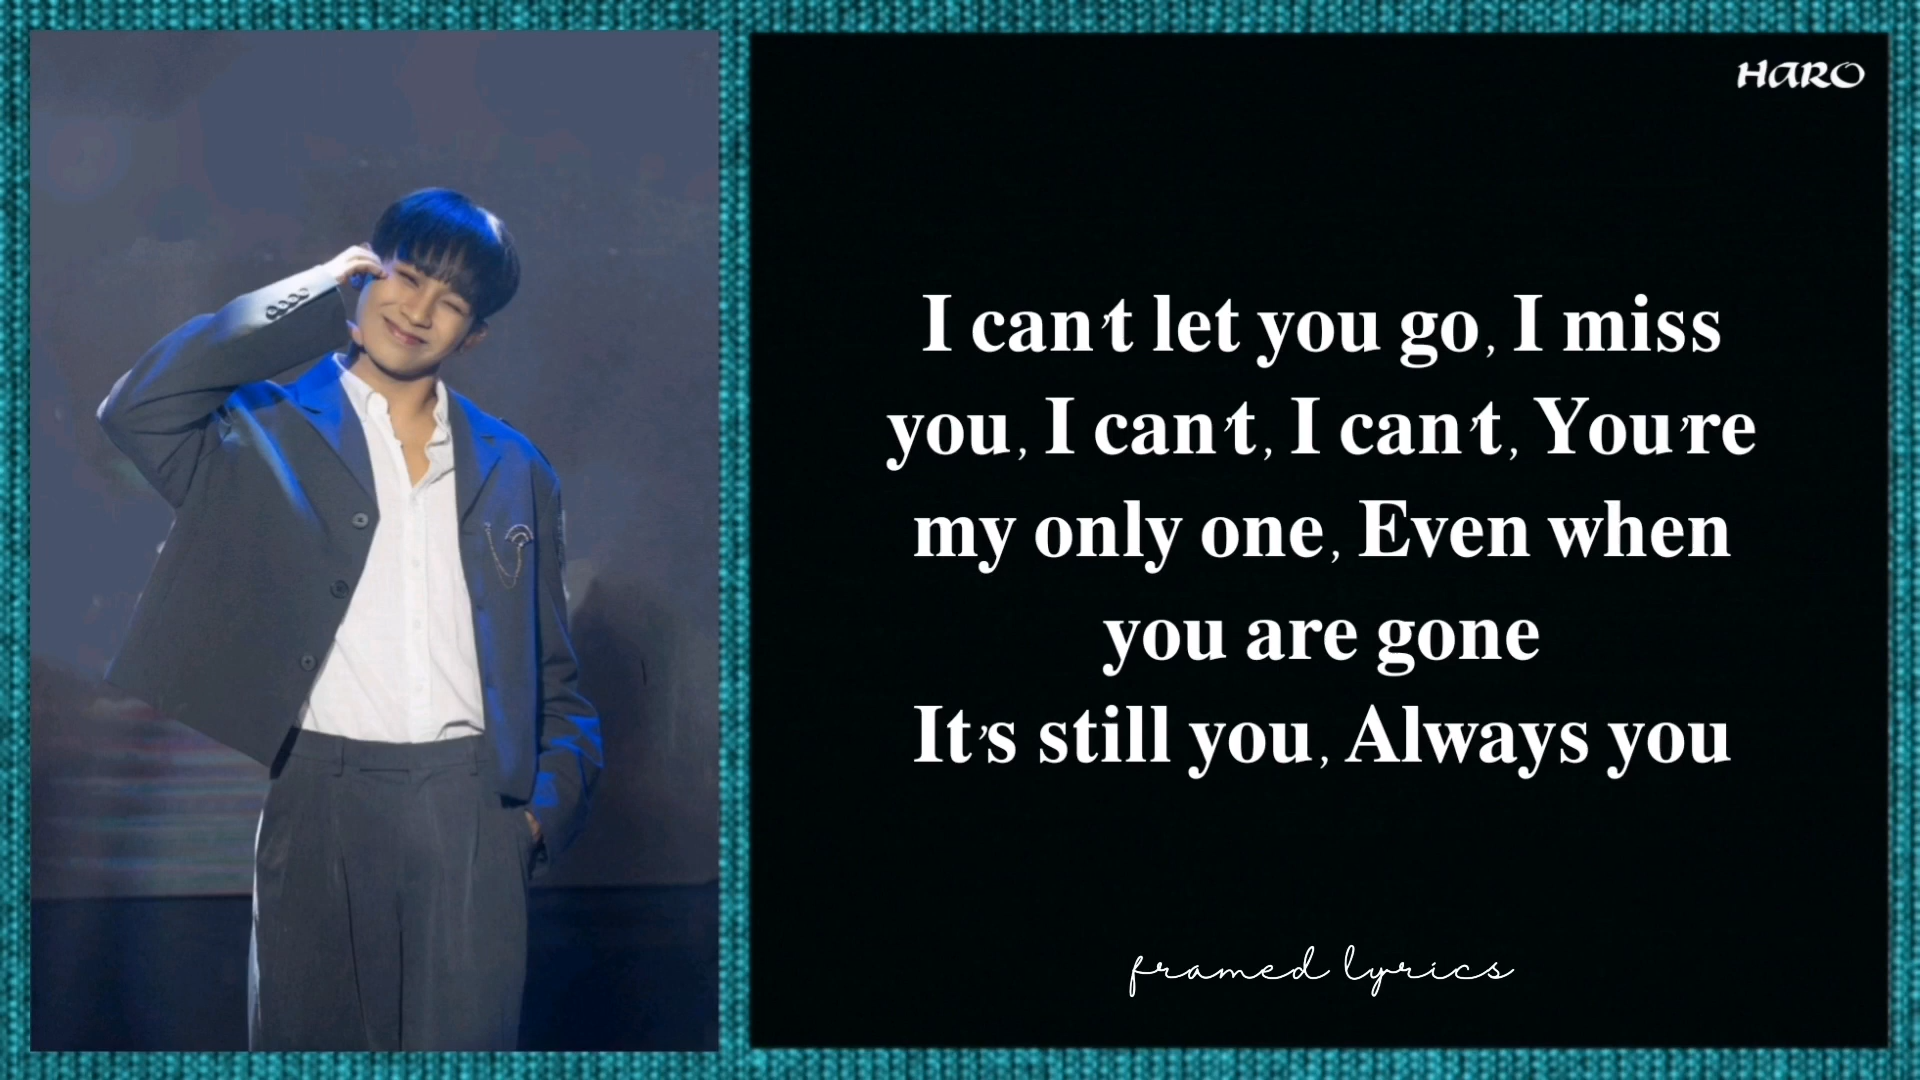 HARO
I can't let you go, I miss
you, I can't, I can't, You're
my only one, Even when
you are gone
It's still you, Always you
framed lyrics